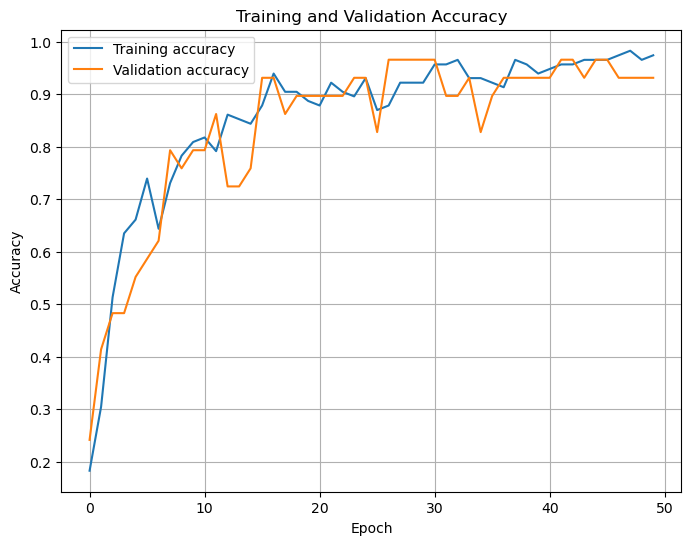 Training and Validation Accuracy
Training accuracy
Validation accuracy
Accuracy
1.0
0.9
0.8
0.7
0.6
0.5
0.4
0.3
0.2
0 10 20 30 40 50
Epoch